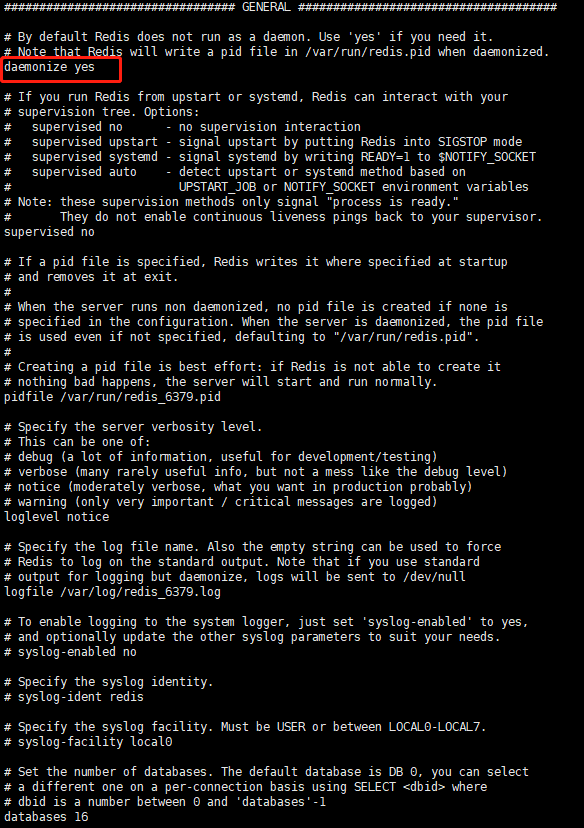 ################################# GENERAL #####################################

# By default Redis does not run as a daemon. Use 'yes' if you need it.
# Note that Redis will write a pid file in /var/run/redis.pid when daemonized.
daemonize yes

# If you run Redis from upstart or systemd, Redis can interact with your
# supervision tree. Options:
#   supervised no      - no supervision interaction
#   supervised upstart - signal upstart by putting Redis into SIGSTOP mode
#   supervised systemd - signal systemd by writing READY=1 to $NOTIFY_SOCKET
#   supervised auto    - detect upstart or systemd method based on
#                        UPSTART_JOB or NOTIFY_SOCKET environment variables
# Note: these supervision methods only signal "process is ready."
#       They do not enable continuous liveness pings back to your supervisor.
supervised no

# If a pid file is specified, Redis writes it where specified at startup
# and removes it at exit.
#
# When the server runs non daemonized, no pid file is created if none is
# specified in the configuration. When the server is daemonized, the pid file
# is used even if not specified, defaulting to "/var/run/redis.pid".
#
# Creating a pid file is best effort: if Redis is not able to create it
# nothing bad happens, the server will start and run normally.
pidfile /var/run/redis_6379.pid

# Specify the server verbosity level.
# This can be one of:
# debug (a lot of information, useful for development/testing)
# verbose (many rarely useful info, but not a mess like the debug level)
# notice (moderately verbose, what you want in production probably)
# warning (only very important / critical messages are logged)
loglevel notice

# Specify the log file name. Also the empty string can be used to force
# Redis to log on the standard output. Note that if you use standard
# output for logging but daemonize, logs will be sent to /dev/null
logfile /var/log/redis_6379.log

# To enable logging to the system logger, just set 'syslog-enabled' to yes,
# and optionally update the other syslog parameters to suit your needs.
# syslog-enabled no

# Specify the syslog identity.
# syslog-ident redis

# Specify the syslog facility. Must be USER or between LOCAL0-LOCAL7.
# syslog-facility local0

# Set the number of databases. The default database is DB 0, you can select
# a different one on a per-connection basis using SELECT <dbid> where
# dbid is a number between 0 and 'databases'-1
databases 16